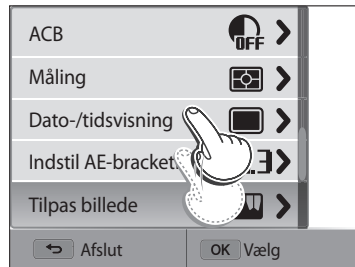 ACB
OFF
Måling
Dato-/tidsvisning
Indstil AE-bracket
Tilpas billede
Afslut
OK Vælg